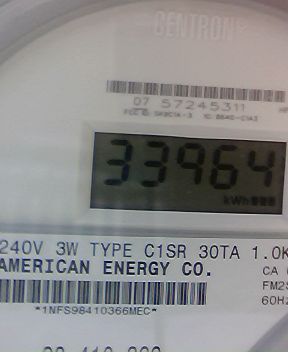 CENTRON
07 57245311
33964
kWh
240V 3W TYPE C1SR 30TA 1.0K
AMERICAN ENERGY CO.
CA
FM2S
60Hz
*1NFS98410366MEC*